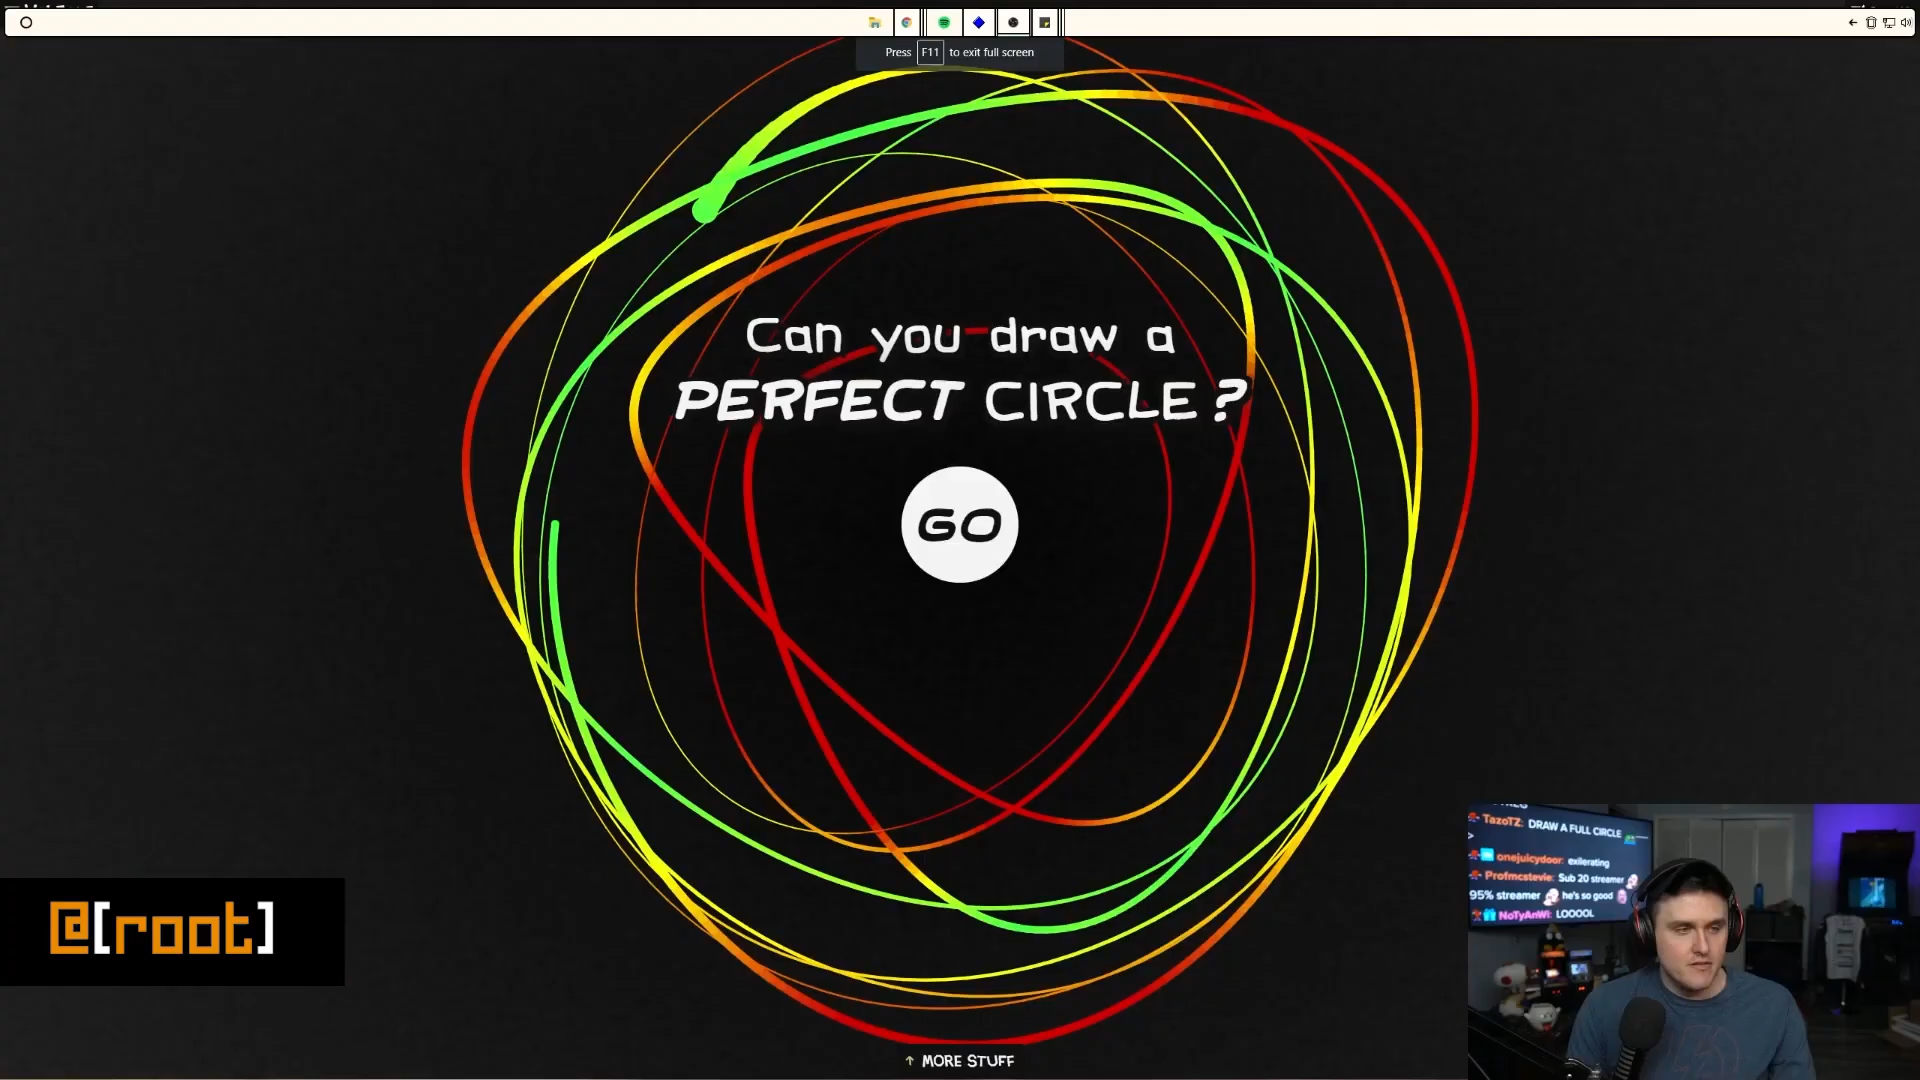 Press F11 to exit full screen
Can you draw a
PERFECT CIRCLE?
GO
↑ MORE STUFF
@[root]
TazoTZ: DRAW A FULL CIRCLE
onejuicydoor: exilerating
Profmcstevie: Sub 20 streamer
95% streamer he's so good
NoTyAnWi: LOOOOL